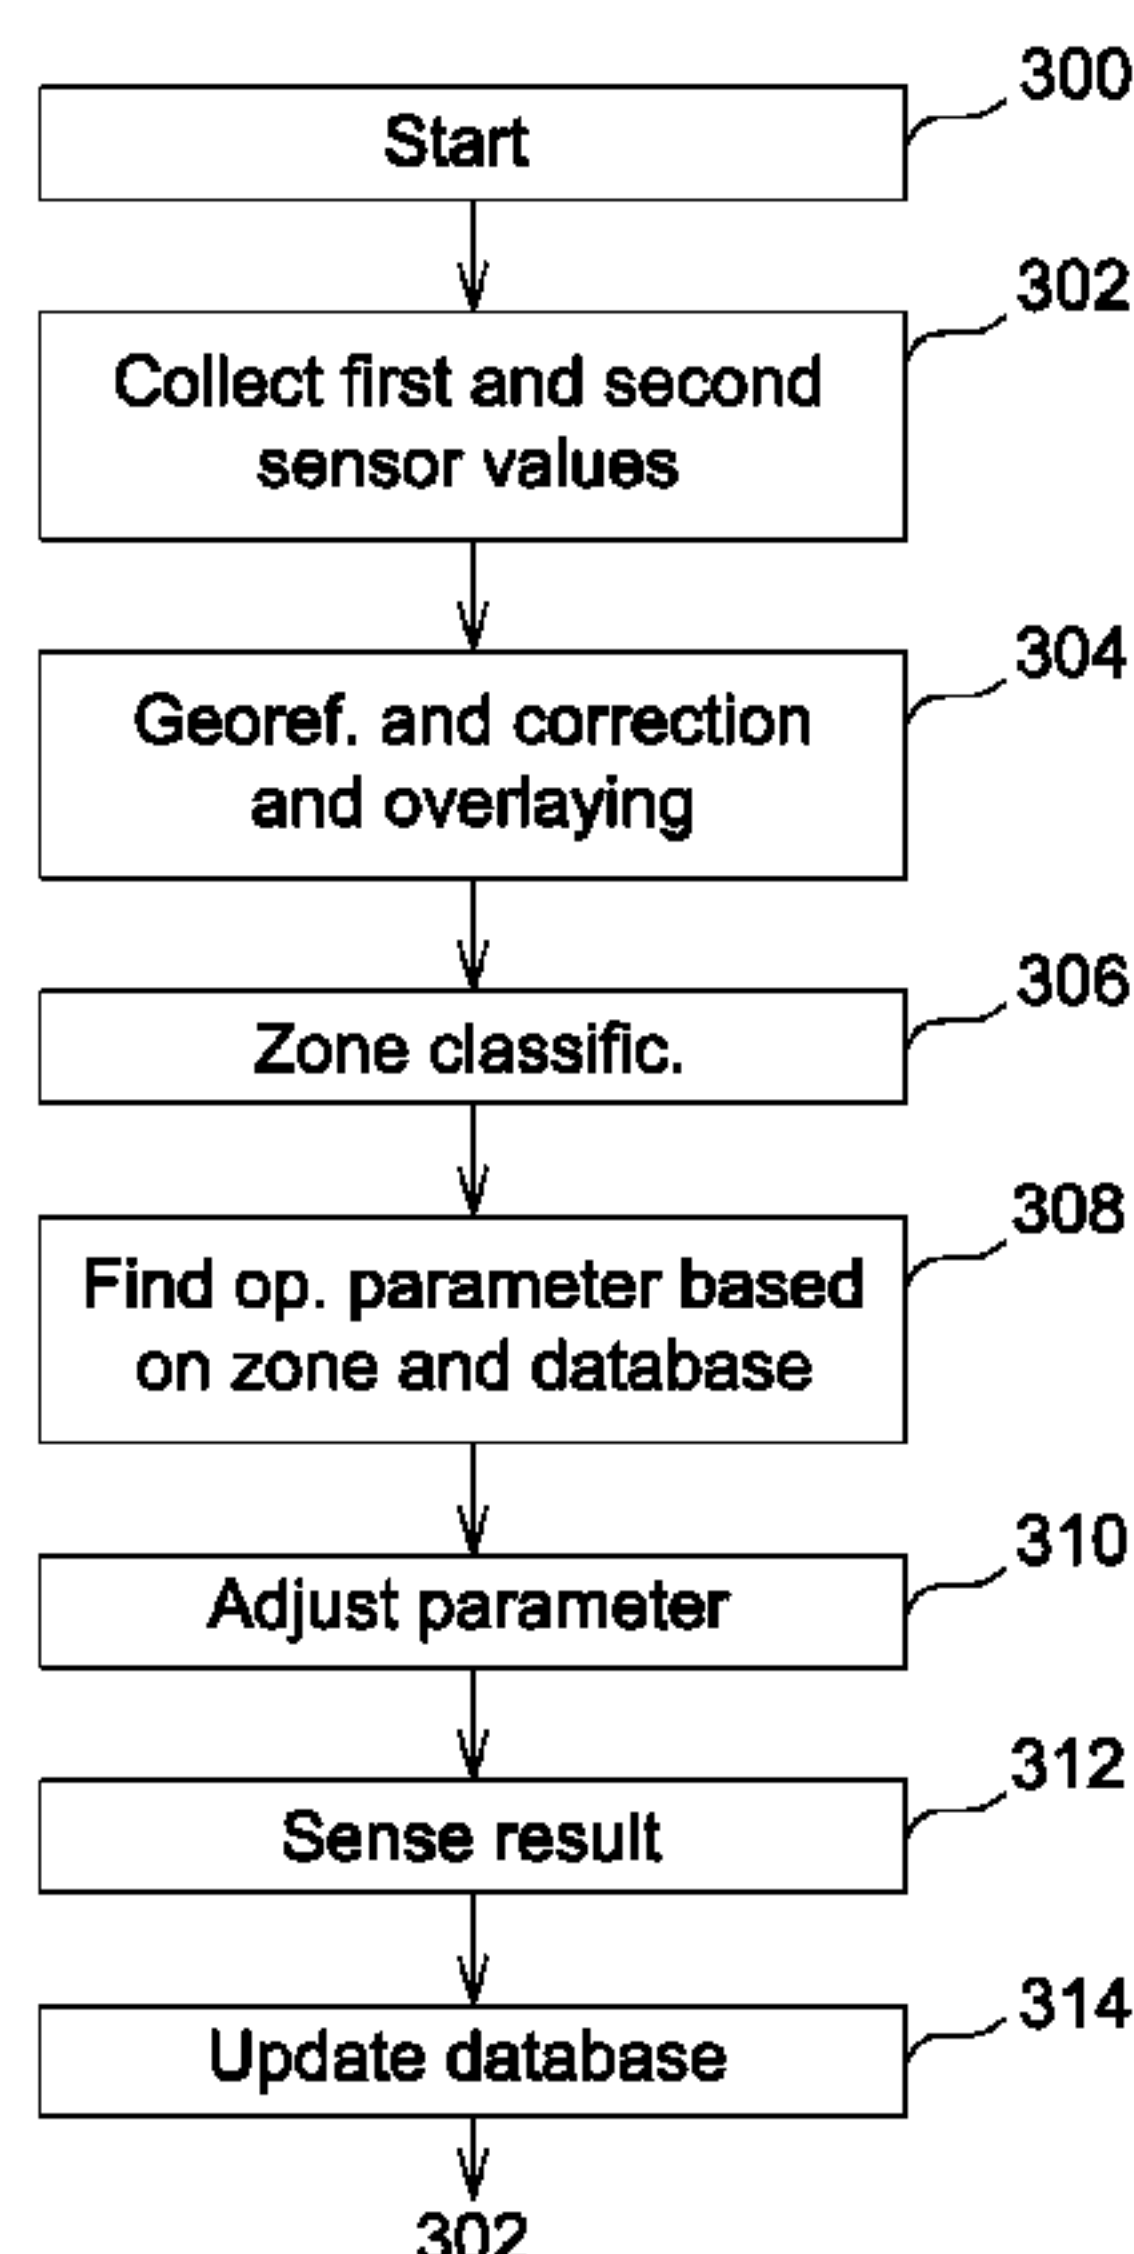 300
Start
302
Collect first and second
sensor values
304
Georef. and correction
and overlaying
306
Zone classific.
308
Find op. parameter based
on zone and database
310
Adjust parameter
312
Sense result
314
Update database
302